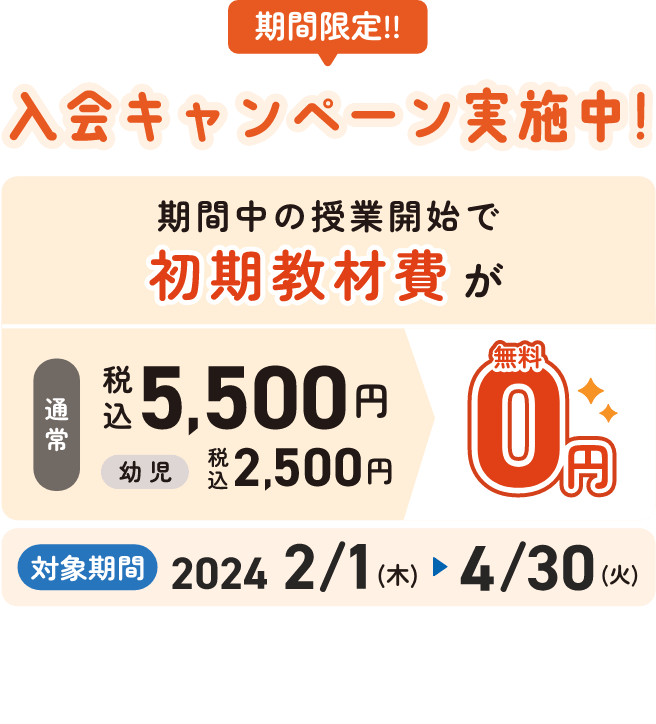 期間限定!!
入会キャンペーン実施中!
期間中の授業開始で
初期教材費が
通常
税込5,500円
幼児 税込2,500円
無料
0円
対象期間 2024 2/1(木)▶4/30(火)